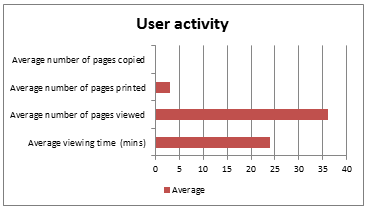 User activity
Average number of pages copied
Average number of pages printed
Average number of pages viewed
Average viewing time (mins)
0 5 10 15 20 25 30 35 40
Average